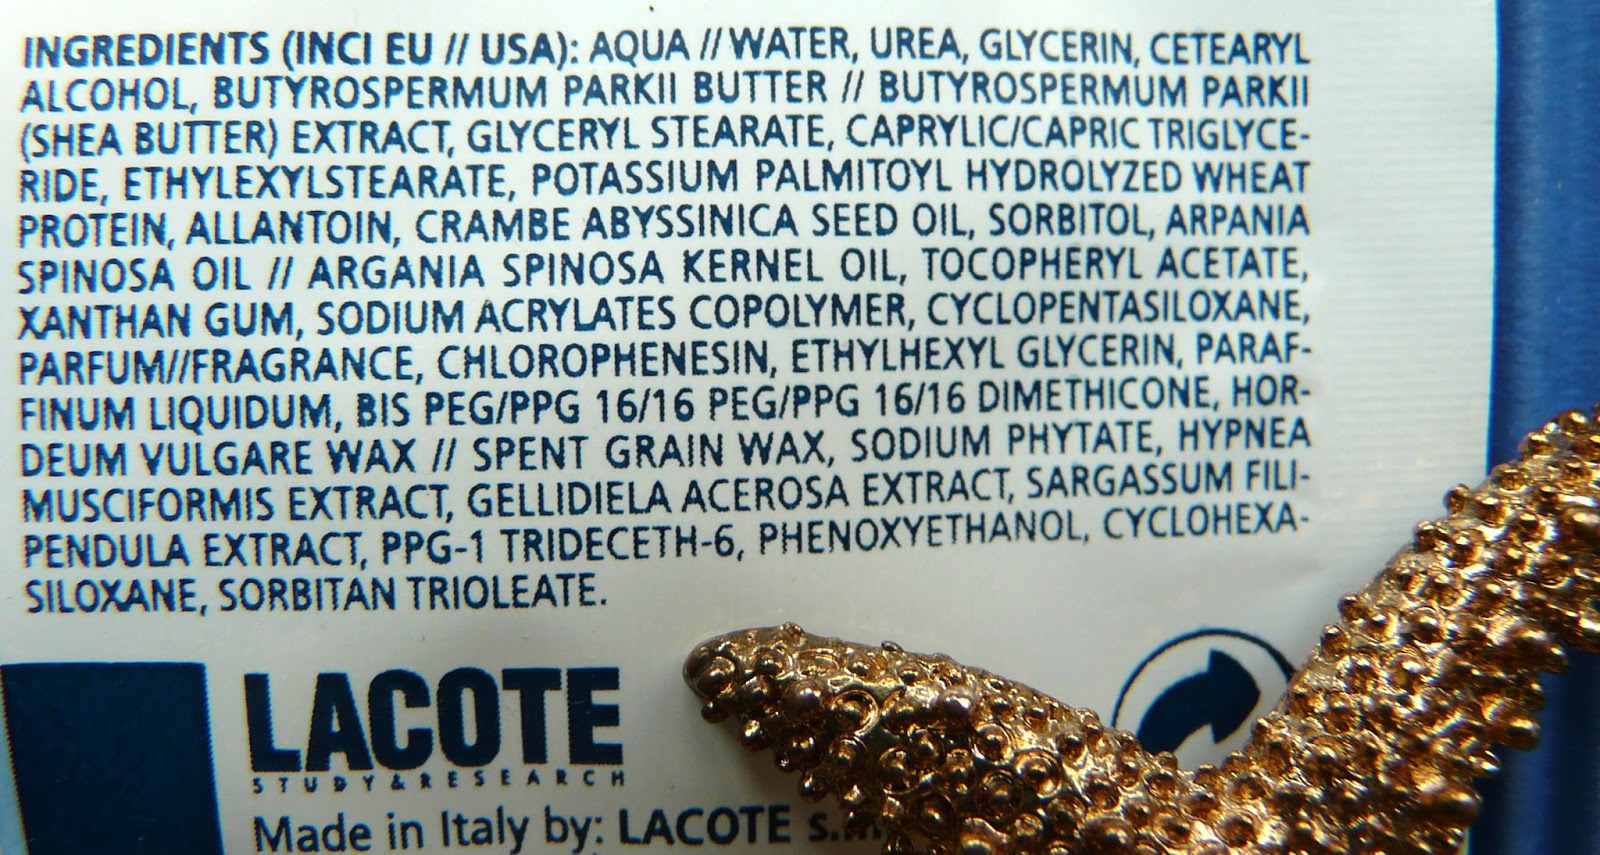 INGREDIENTS (INCI EU // USA): AQUA // WATER, UREA, GLYCERIN, CETEARYL
ALCOHOL, BUTYROSPERMUM PARKII BUTTER // BUTYROSPERMUM PARKII
(SHEA BUTTER) EXTRACT, GLYCERYL STEARATE, CAPRYLIC/CAPRIC TRIGLYCE-
RIDE, ETHYLEXYLSTEARATE, POTASSIUM PALMITOYL HYDROLYZED WHEAT
PROTEIN, ALLANTOIN, CRAMBE ABYSSINICA SEED OIL, SORBITOL, ARPANIA
SPINOSA OIL // ARGANIA SPINOSA KERNEL OIL, TOCOPHERYL ACETATE,
XANTHAN GUM, SODIUM ACRYLATES COPOLYMER, CYCLOPENTASILOXANE,
PARFUM//FRAGRANCE, CHLOROPHENESIN, ETHYLHEXYL GLYCERIN, PARAF-
FINUM LIQUIDUM, BIS PEG/PPG 16/16 PEG/PPG 16/16 DIMETHICONE, HOR-
DEUM VULGARE WAX // SPENT GRAIN WAX, SODIUM PHYTATE, HYPNEA
MUSCIFORMIS EXTRACT, GELLIDIELA ACEROSA EXTRACT, SARGASSUM FILI-
PENDULA EXTRACT, PPG-1 TRIDECETH-6, PHENOXYETHANOL, CYCLOHEXA-
SILOXANE, SORBITAN TRIOLEATE.
LACOTE
STUDY & RESEARCH
Made in Italy by: LACOTE